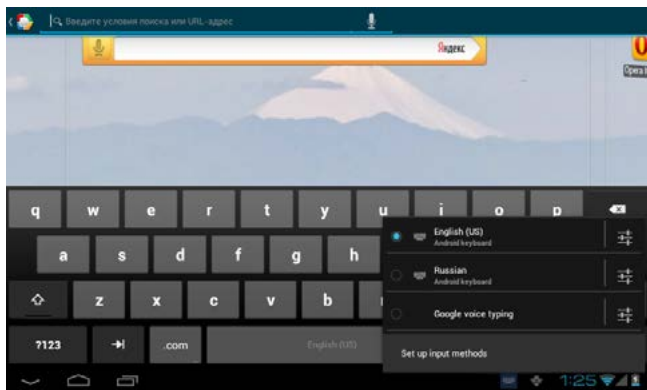 Введите условия поиска или URL-адрес
Яндекс
Opera
q w e r t y u i o p
English (US)
Android keyboard
a s d f g h
Russian
Android keyboard
z x c v b
Google voice typing
?123 .com English (US)
Set up input methods
1:25